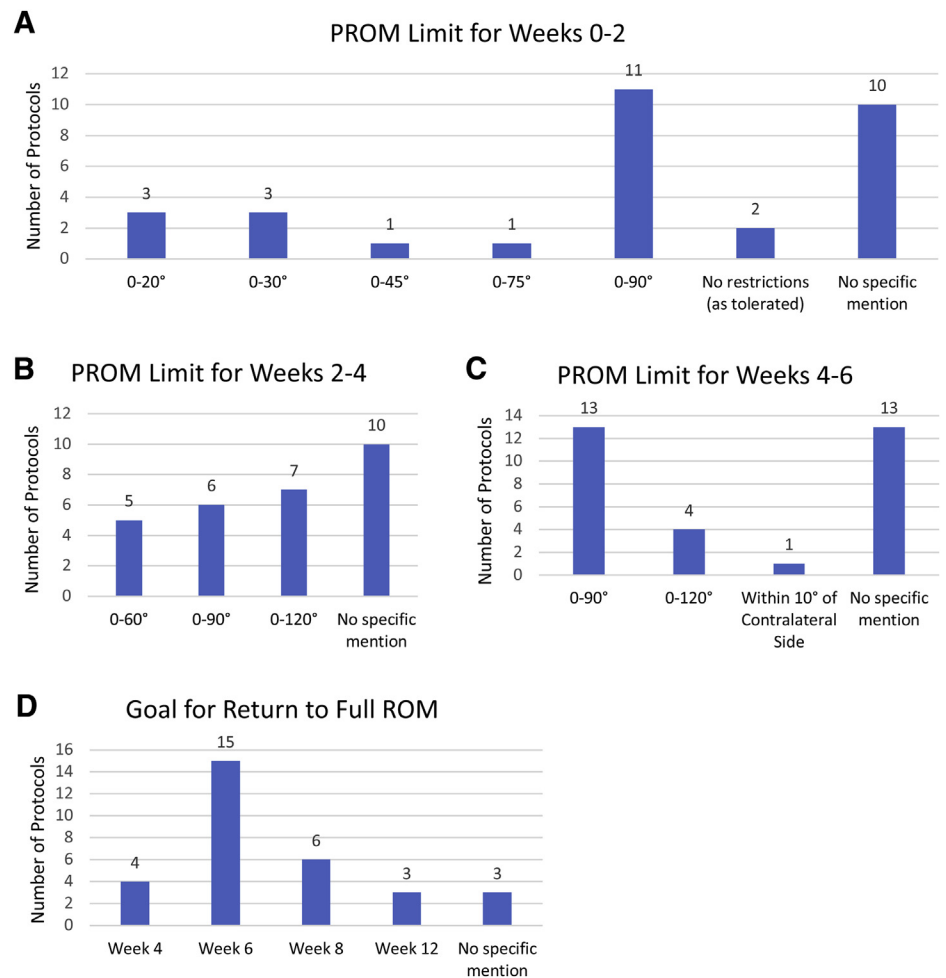 A
PROM Limit for Weeks 0-2
Number of Protocols
12
10
8
6
4
2
0
3
3
1
1
11
2
10
0-20°
0-30°
0-45°
0-75°
0-90°
No restrictions
(as tolerated)
No specific
mention
B
PROM Limit for Weeks 2-4
Number of Protocols
12
10
8
6
4
2
0
5
6
7
10
0-60°
0-90°
0-120°
No specific
mention
C
PROM Limit for Weeks 4-6
Number of Protocols
14
12
10
8
6
4
2
0
13
4
1
13
0-90°
0-120°
Within 10° of
Contralateral
Side
No specific
mention
D
Goal for Return to Full ROM
Number of Protocols
16
14
12
10
8
6
4
2
0
4
15
6
3
3
Week 4
Week 6
Week 8
Week 12
No specific
mention